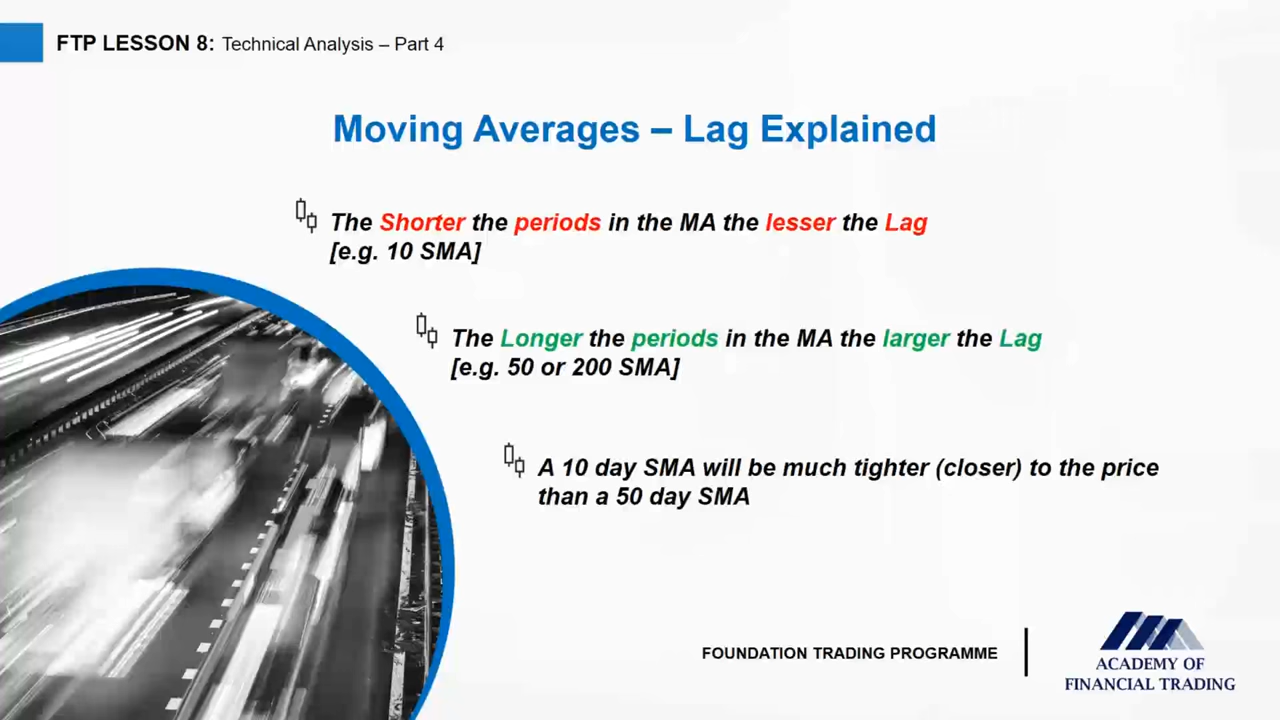 FTP LESSON 8: Technical Analysis – Part 4
Moving Averages – Lag Explained
The Shorter the periods in the MA the lesser the Lag
[e.g. 10 SMA]
The Longer the periods in the MA the larger the Lag
[e.g. 50 or 200 SMA]
A 10 day SMA will be much tighter (closer) to the price
than a 50 day SMA
FOUNDATION TRADING PROGRAMME
ACADEMY OF
FINANCIAL TRADING